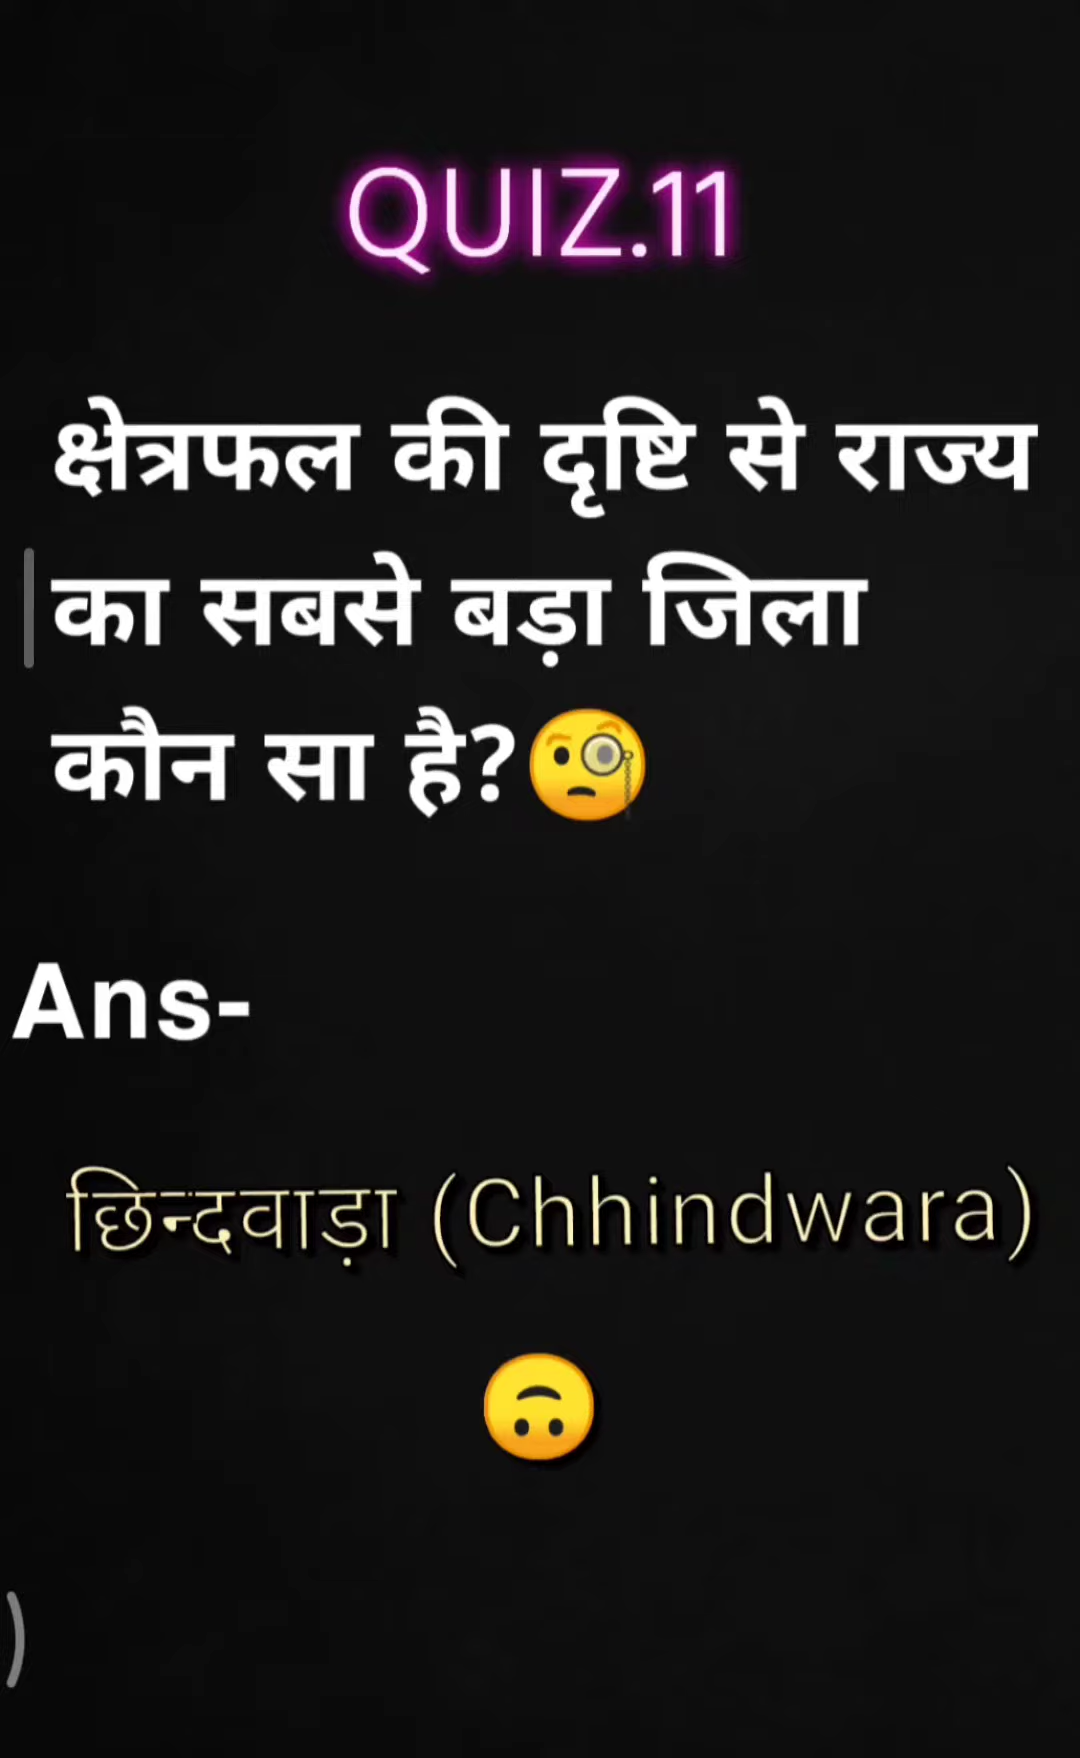 QUIZ.11
क्षेत्रफल की दृष्टि से राज्य
का सबसे बड़ा जिला
कौन सा है?🧐
Ans-
छिन्दवाड़ा (Chhindwara)
🙃
)